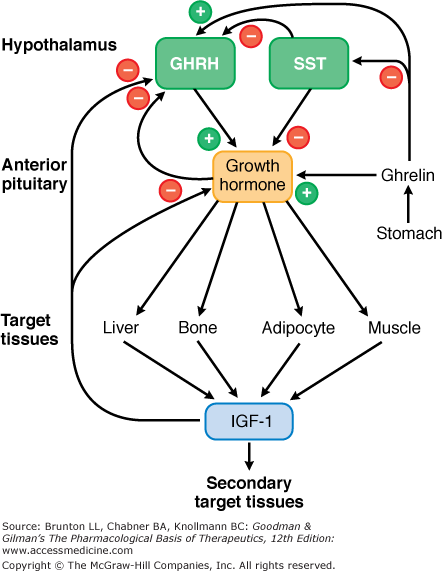 Hypothalamus
GHRH
SST
+
−
−
−
−
Anterior
pituitary
+
−
Growth
hormone
−
+
Ghrelin
Stomach
Target
tissues
Liver
Bone
Adipocyte
Muscle
IGF-1
Secondary
target tissues
Source: Brunton LL, Chabner BA, Knollmann BC: Goodman &
Gilman's The Pharmacological Basis of Therapeutics, 12th Edition:
www.accessmedicine.com
Copyright © The McGraw-Hill Companies, Inc. All rights reserved.